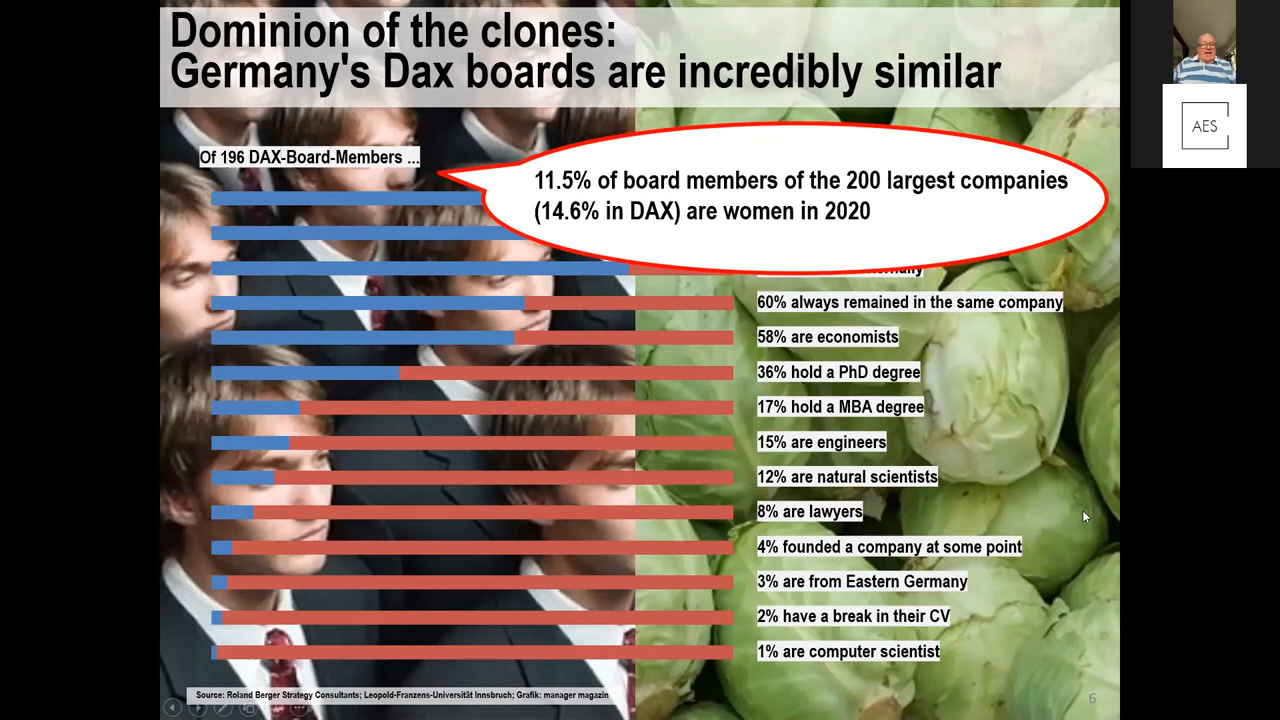 Dominion of the clones:
Germany's Dax boards are incredibly similar
AES
Of 196 DAX-Board-Members ...
11.5% of board members of the 200 largest companies
(14.6% in DAX) are women in 2020
60% always remained in the same company
58% are economists
36% hold a PhD degree
17% hold a MBA degree
15% are engineers
12% are natural scientists
8% are lawyers
4% founded a company at some point
3% are from Eastern Germany
2% have a break in their CV
1% are computer scientist
Source: Roland Berger Strategy Consultants; Leopold-Franzens-Universität Innsbruch; Grafik: manager magazin
6